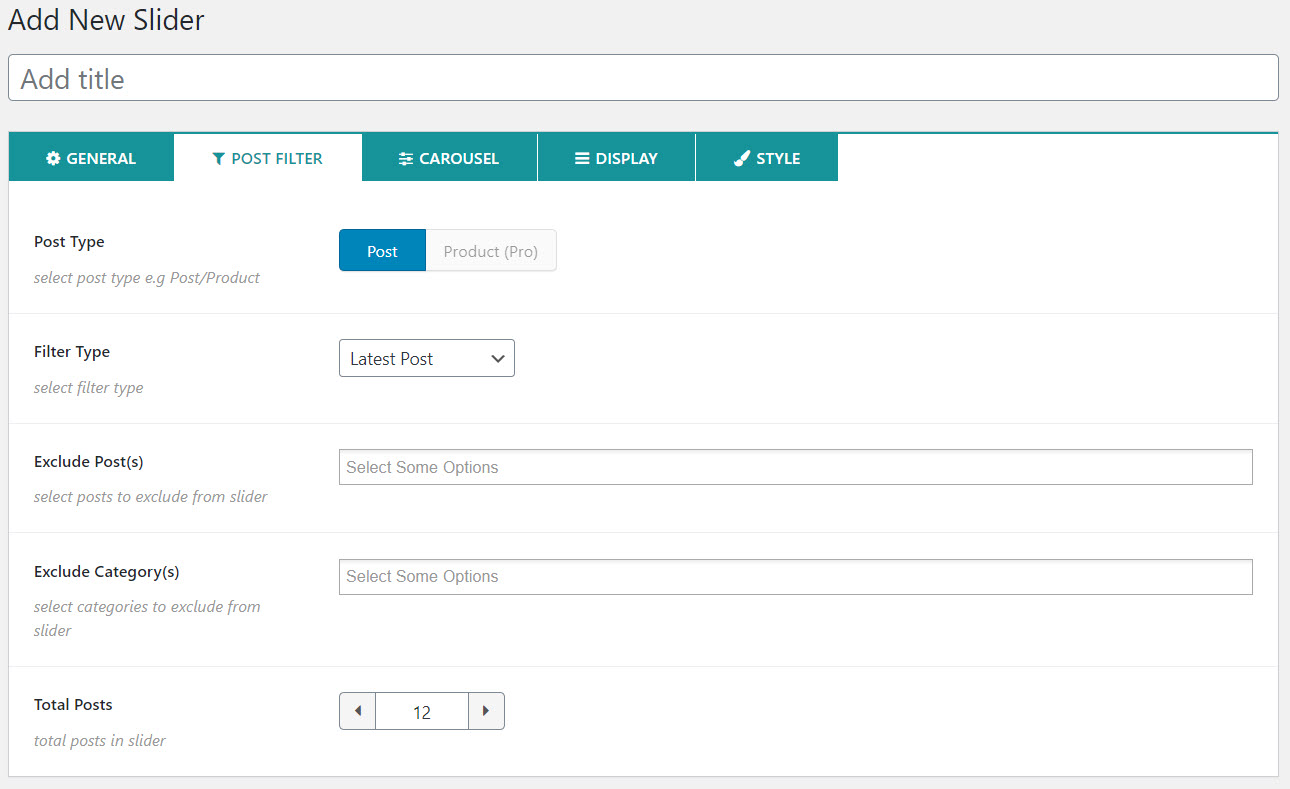 Add New Slider
Add title
GENERAL
POST FILTER
CAROUSEL
DISPLAY
STYLE
Post Type
Post
Product (Pro)
select post type e.g Post/Product
Filter Type
Latest Post
select filter type
Exclude Post(s)
Select Some Options
select posts to exclude from slider
Exclude Category(s)
Select Some Options
select categories to exclude from
slider
Total Posts
12
total posts in slider